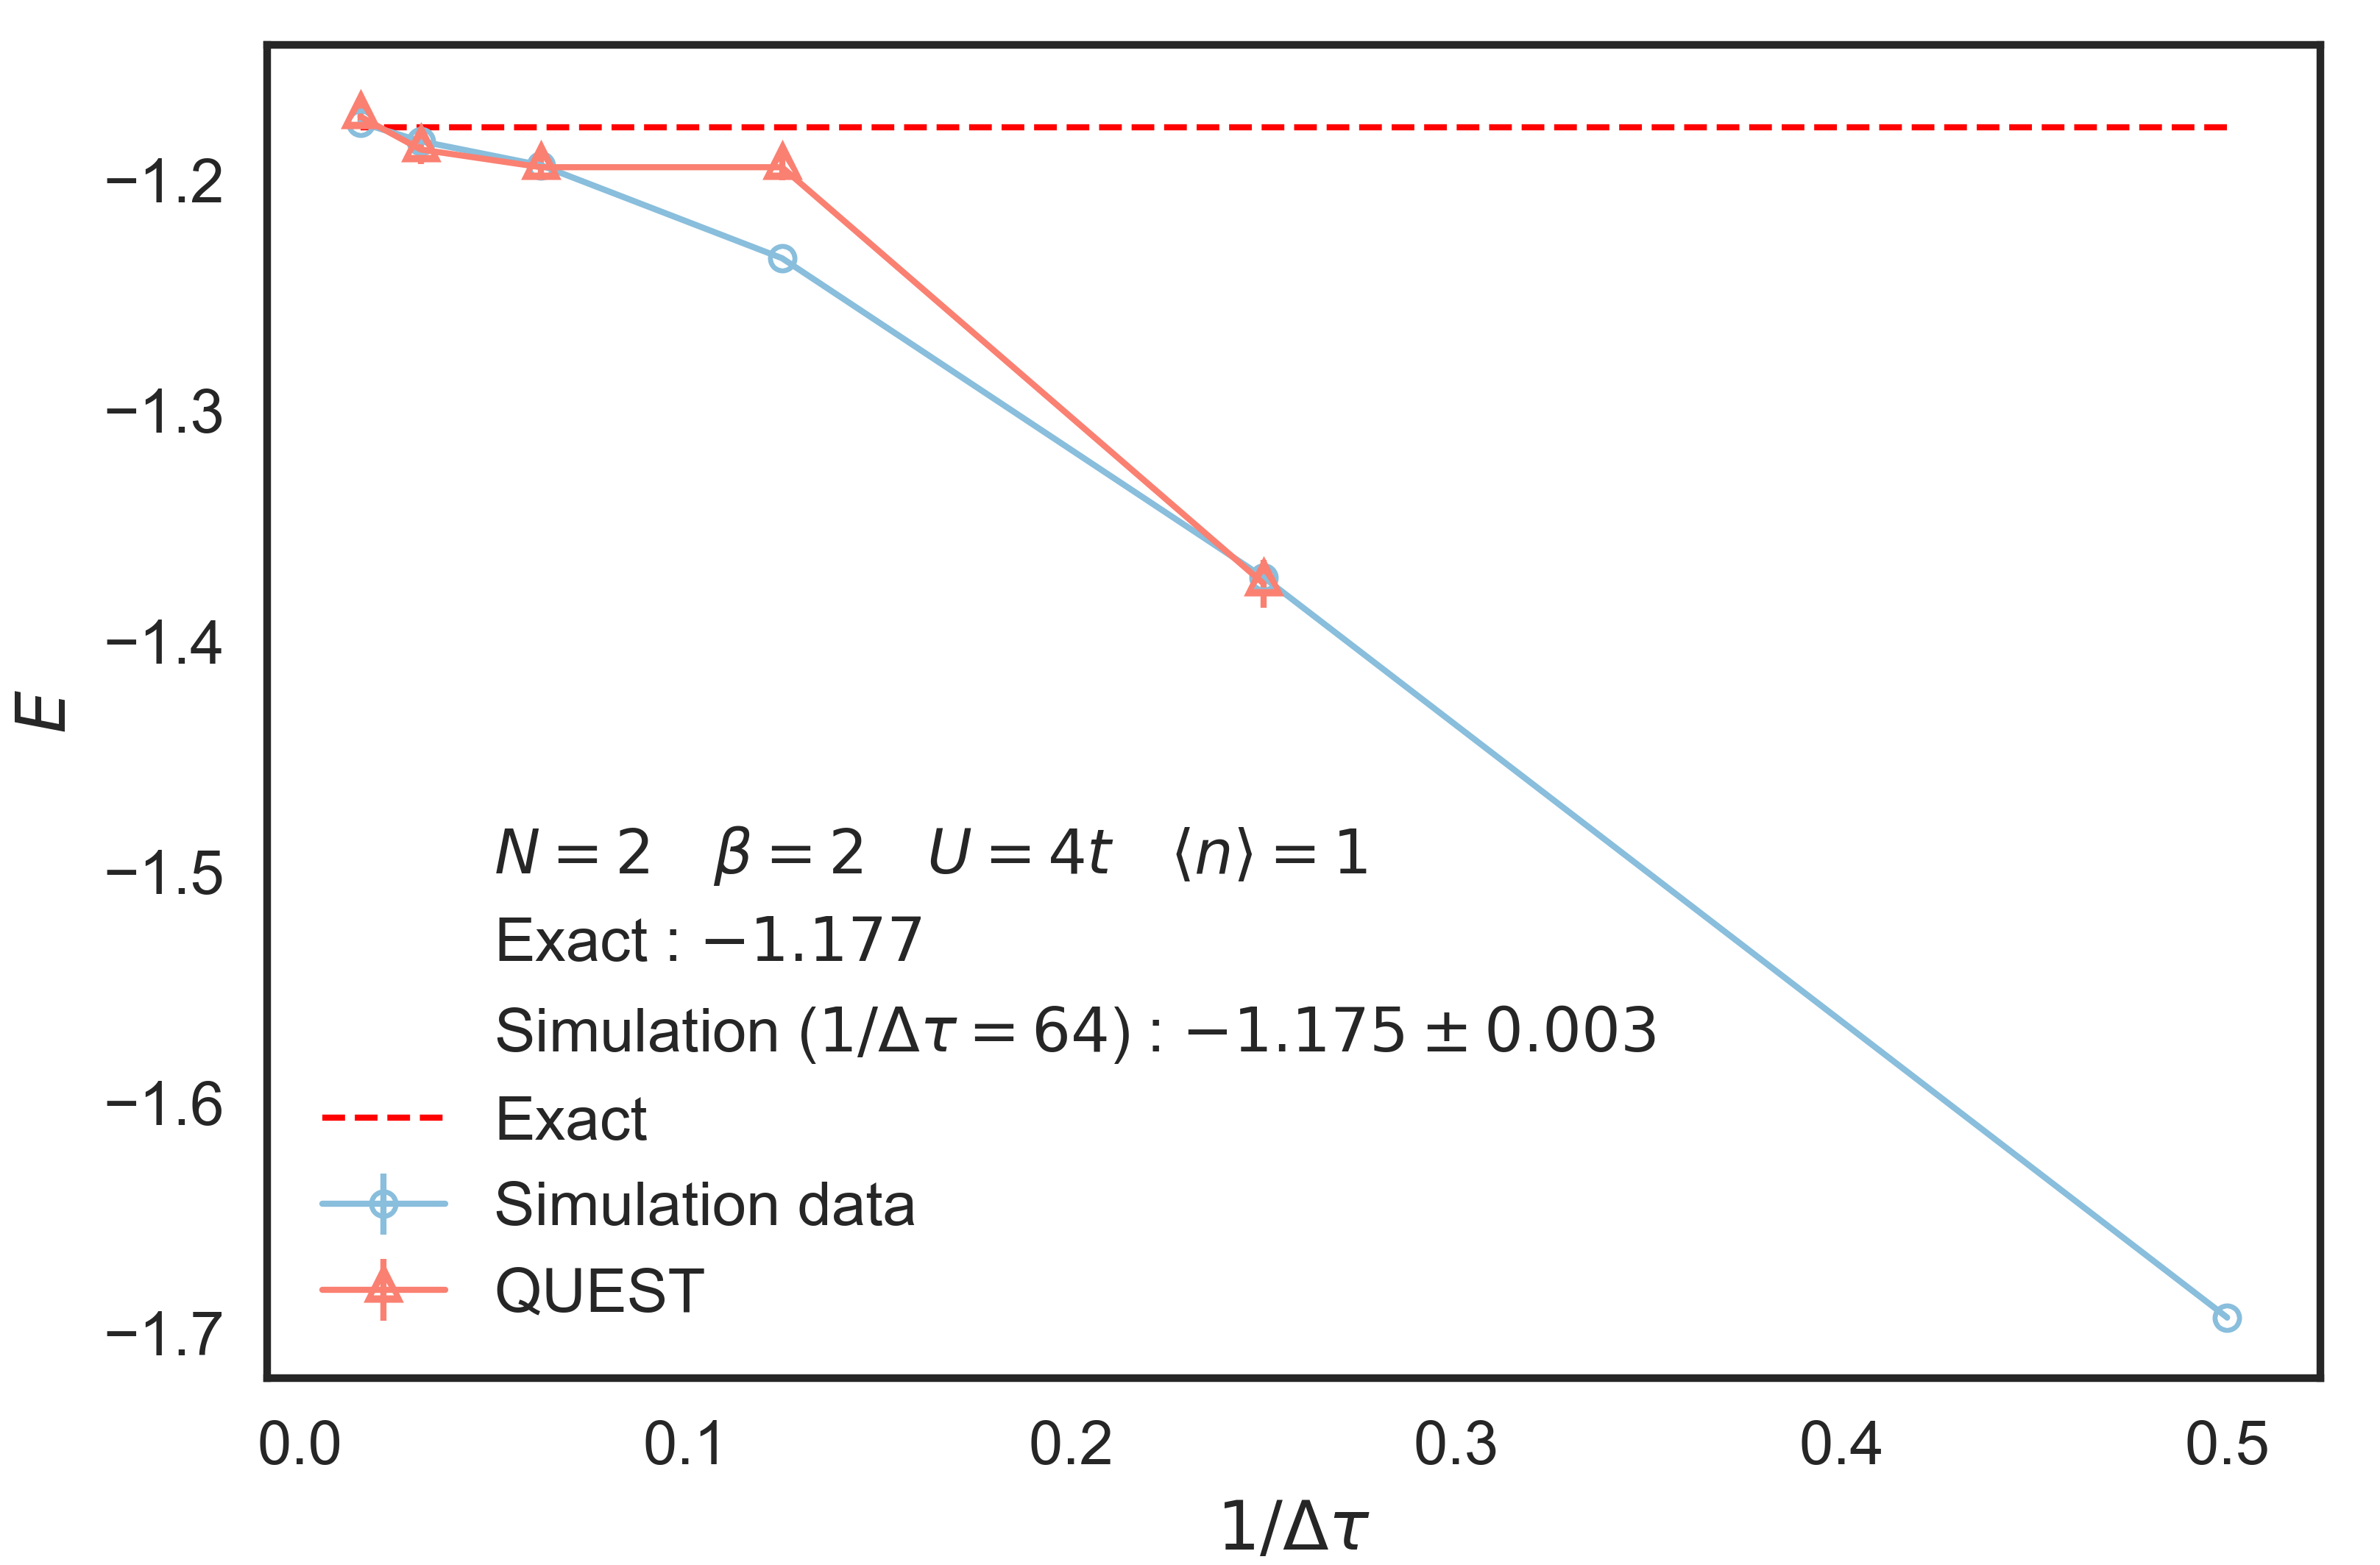 −1.2
−1.3
−1.4
−1.5
−1.6
−1.7
E
N = 2 β = 2 U = 4t ⟨n⟩ = 1
Exact : −1.177
Simulation (1/Δτ = 64) : −1.175 ± 0.003
Exact
Simulation data
QUEST
0.0 0.1 0.2 0.3 0.4 0.5
1/Δτ